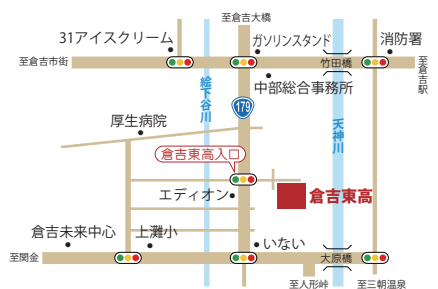 至倉吉大橋
31アイスクリーム
ガソリンスタンド
消防署
至倉吉市街
竹田橋
至倉吉駅
中部総合事務所
絵下谷川
179
天神川
厚生病院
倉吉東高入口
エディオン
倉吉東高
倉吉未来中心
上灘小
いない
至関金
大原橋
至人形峠
至三朝温泉